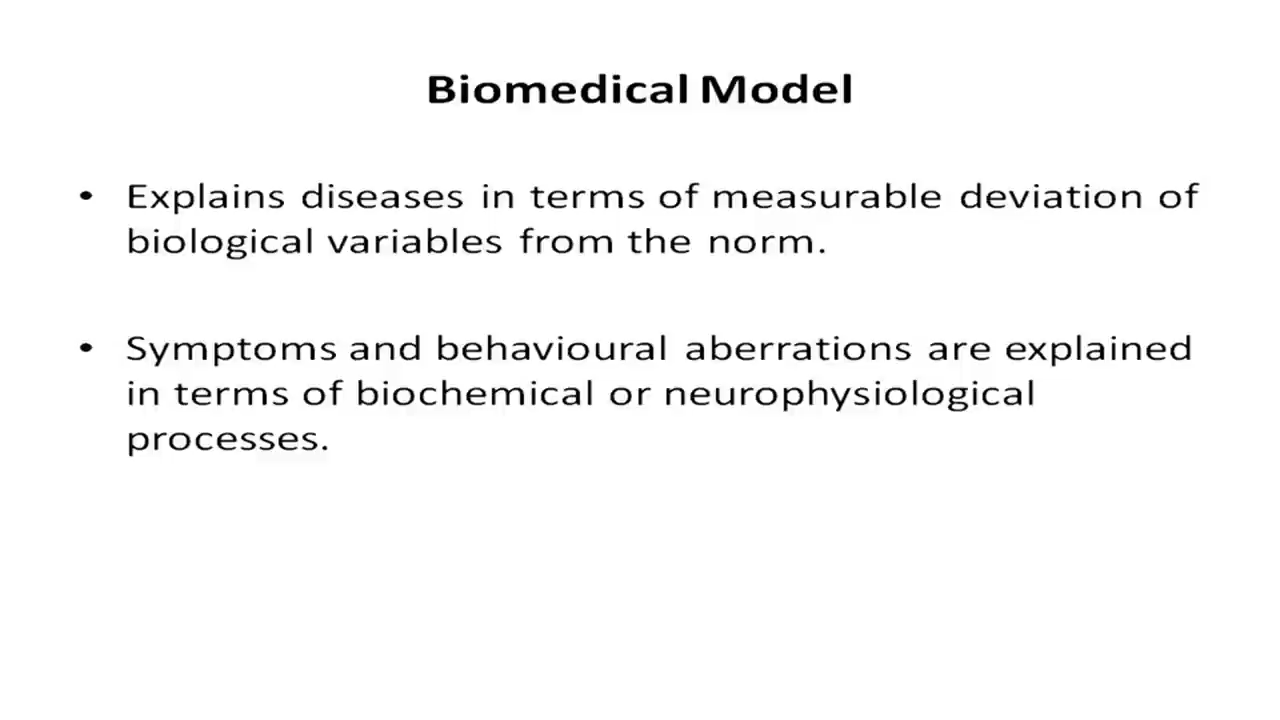 Biomedical Model
• Explains diseases in terms of measurable deviation of
biological variables from the norm.
• Symptoms and behavioural aberrations are explained
in terms of biochemical or neurophysiological
processes.